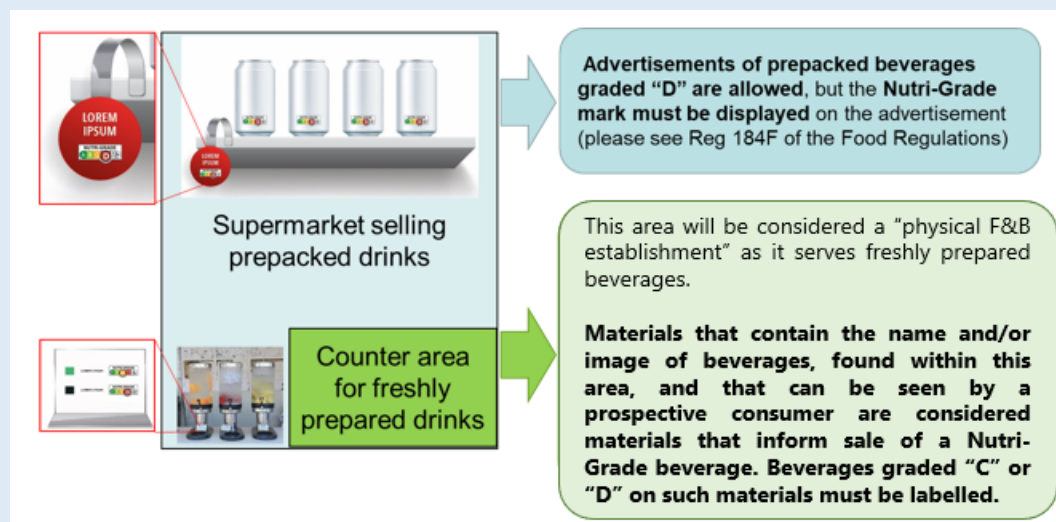 LOREM
IPSUM
NUTRI-GRADE
LOREM
IPSUM
Supermarket selling
prepacked drinks
Counter area
for freshly
prepared drinks
Advertisements of prepacked beverages
graded “D” are allowed, but the Nutri-Grade
mark must be displayed on the advertisement
(please see Reg 184F of the Food Regulations)
This area will be considered a “physical F&B
establishment” as it serves freshly prepared
beverages.
Materials that contain the name and/or
image of beverages, found within this
area, and that can be seen by a
prospective consumer are considered
materials that inform sale of a Nutri-
Grade beverage. Beverages graded “C” or
“D” on such materials must be labelled.